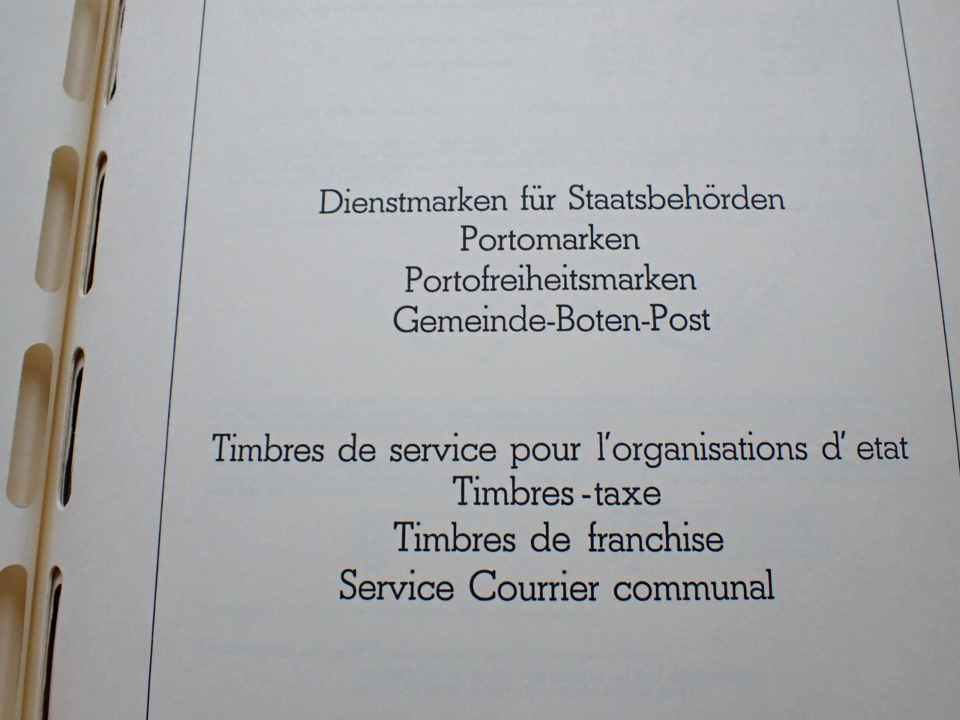 Dienstmarken für Staatsbehörden
Portomarken
Portofreiheitsmarken
Gemeinde-Boten-Post
Timbres de service pour l'organisations d' etat
Timbres-taxe
Timbres de franchise
Service Courrier communal